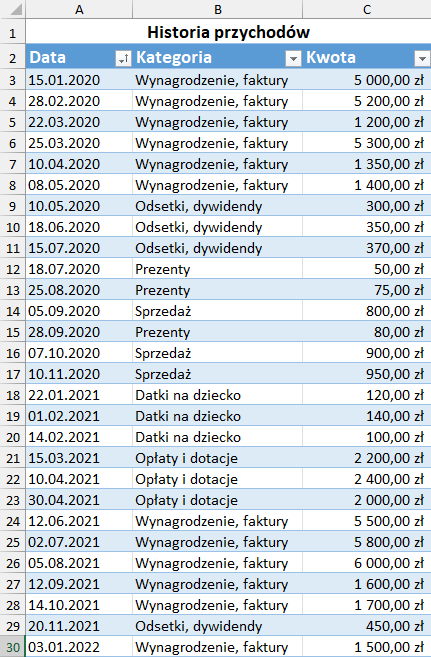 A B C
1 Historia przychodów
2 Data Kategoria Kwota
3 15.01.2020 Wynagrodzenie, faktury 5 000,00 zł
4 28.02.2020 Wynagrodzenie, faktury 5 200,00 zł
5 22.03.2020 Wynagrodzenie, faktury 1 200,00 zł
6 25.03.2020 Wynagrodzenie, faktury 5 300,00 zł
7 10.04.2020 Wynagrodzenie, faktury 1 350,00 zł
8 08.05.2020 Wynagrodzenie, faktury 1 400,00 zł
9 10.05.2020 Odsetki, dywidendy 300,00 zł
10 18.06.2020 Odsetki, dywidendy 350,00 zł
11 15.07.2020 Odsetki, dywidendy 370,00 zł
12 18.07.2020 Prezenty 50,00 zł
13 25.08.2020 Prezenty 75,00 zł
14 05.09.2020 Sprzedaż 800,00 zł
15 28.09.2020 Prezenty 80,00 zł
16 07.10.2020 Sprzedaż 900,00 zł
17 10.11.2020 Sprzedaż 950,00 zł
18 22.01.2021 Datki na dziecko 120,00 zł
19 01.02.2021 Datki na dziecko 140,00 zł
20 14.02.2021 Datki na dziecko 100,00 zł
21 15.03.2021 Opłaty i dotacje 2 200,00 zł
22 10.04.2021 Opłaty i dotacje 2 400,00 zł
23 30.04.2021 Opłaty i dotacje 2 000,00 zł
24 12.06.2021 Wynagrodzenie, faktury 5 500,00 zł
25 02.07.2021 Wynagrodzenie, faktury 5 800,00 zł
26 05.08.2021 Wynagrodzenie, faktury 6 000,00 zł
27 12.09.2021 Wynagrodzenie, faktury 1 600,00 zł
28 14.10.2021 Wynagrodzenie, faktury 1 700,00 zł
29 20.11.2021 Odsetki, dywidendy 450,00 zł
30 03.01.2022 Wynagrodzenie, faktury 1 500,00 zł